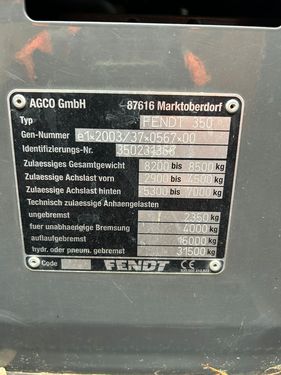 AGCO GmbH 87616 Marktoberdorf
Typ FENDT 350
Gen-Nummer e1*2003/37*0567*00
Identifizierungs-Nr.
Zulaessiges Gesamtgewicht 8200 bis 8500 kg
Zulaessige Achslast vorn 2900 bis 4500 kg
Zulaessige Achslast hinten 5300 bis 7000 kg
Technisch zulaessige Anhaengelasten
ungebremst 2350 kg
fuer unabhaengige Bremsung 4000 kg
auflaufgebremst 16000 kg
hydr. oder pneum. gebremst 31500 kg
Code FENDT